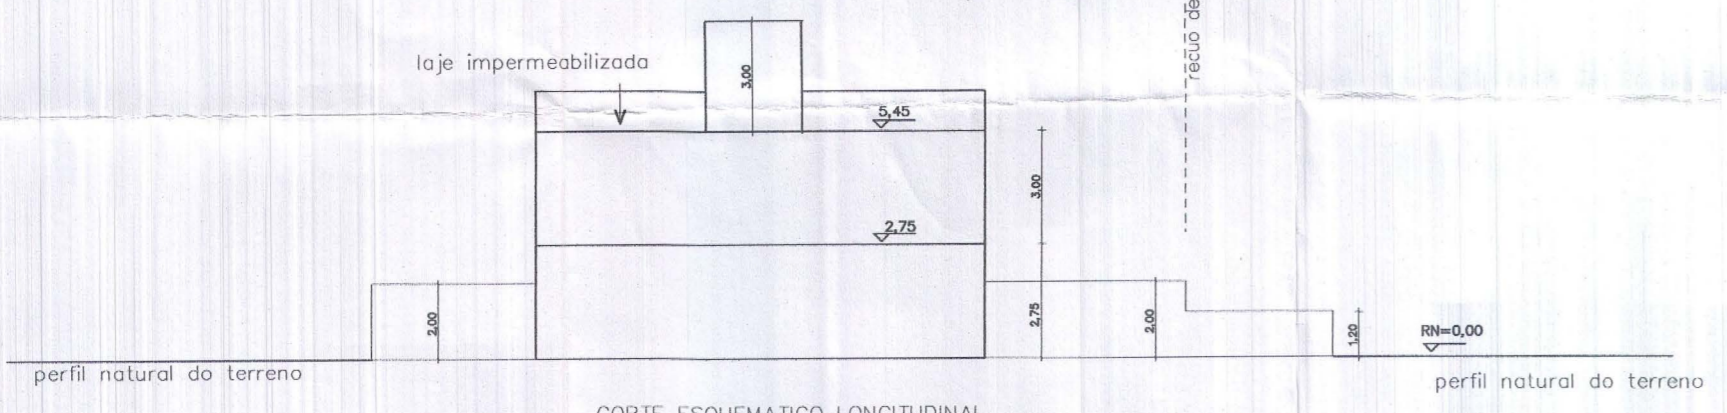 recuo de
laje impermeabilizada
3,00
5,45
3,00
2,75
2,00
2,75
2,00
1,20
RN=0,00
perfil natural do terreno
perfil natural do terreno
CORTE ESQUEMATICO LONGITUDINAL